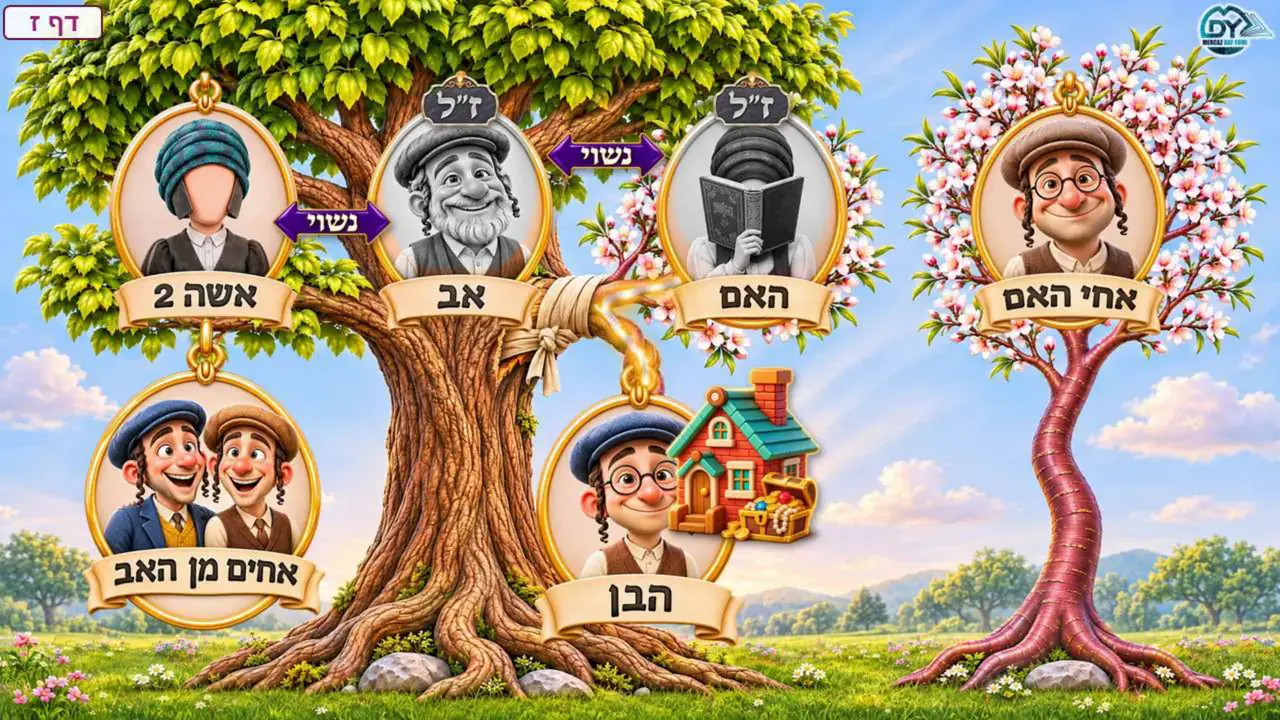 דף ז
DY
MERCAZ DAF YOMI
ז״ל
ז״ל
נשוי
נשוי
אשה 2
אב
האם
אחי האם
אחים מן האב
הבן